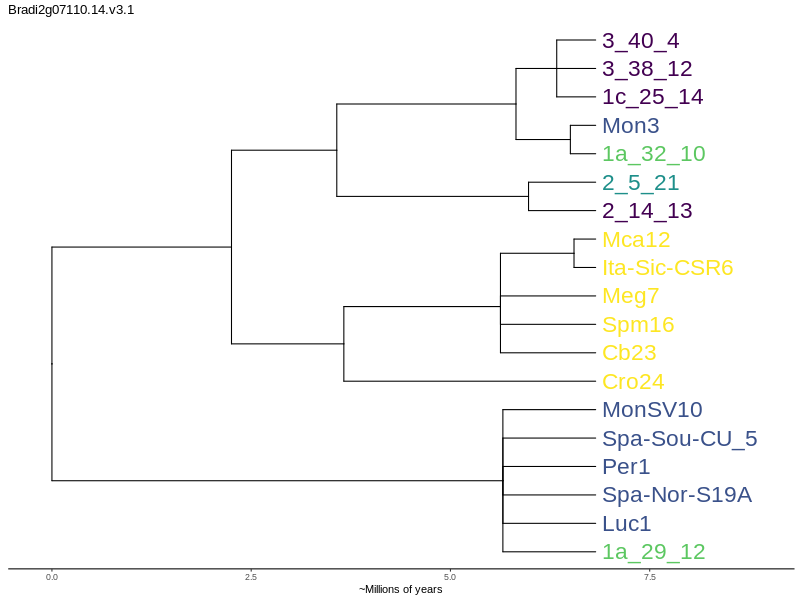 Bradi2g07110.14.v3.1
3_40_4
3_38_12
1c_25_14
Mon3
1a_32_10
2_5_21
2_14_13
Mca12
Ita-Sic-CSR6
Meg7
Spm16
Cb23
Cro24
MonSV10
Spa-Sou-CU_5
Per1
Spa-Nor-S19A
Luc1
1a_29_12
0.0 2.5 5.0 7.5
~Millions of years